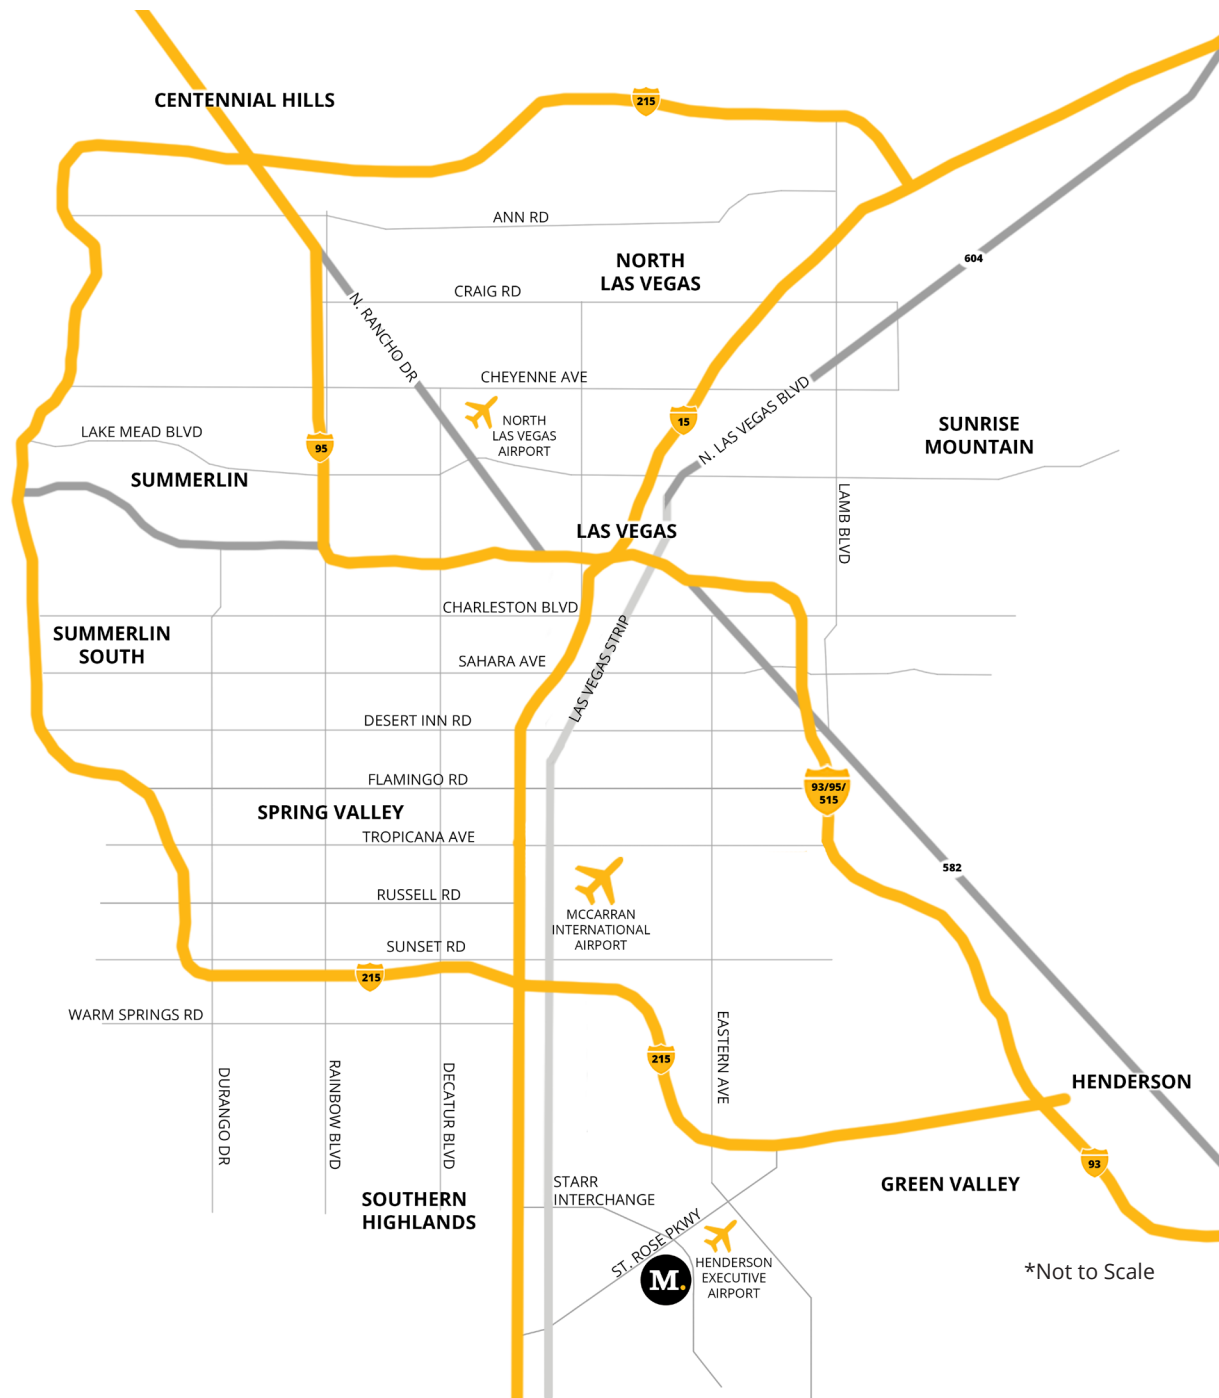 CENTENNIAL HILLS
215
ANN RD
NORTH
LAS VEGAS
604
CRAIG RD
N. RANCHO DR
CHEYENNE AVE
NORTH
LAS VEGAS
AIRPORT
15
N. LAS VEGAS BLVD
SUNRISE
MOUNTAIN
LAKE MEAD BLVD
95
SUMMERLIN
LAS VEGAS
LAMB BLVD
CHARLESTON BLVD
SUMMERLIN
SOUTH
SAHARA AVE
LAS VEGAS STRIP
DESERT INN RD
FLAMINGO RD
93/95/
515
SPRING VALLEY
TROPICANA AVE
582
RUSSELL RD
MCCARRAN
INTERNATIONAL
AIRPORT
SUNSET RD
215
WARM SPRINGS RD
215
EASTERN AVE
DURANGO DR
RAINBOW BLVD
DECATUR BLVD
HENDERSON
93
GREEN VALLEY
SOUTHERN
HIGHLANDS
STARR
INTERCHANGE
ST. ROSE PKWY
M.
HENDERSON
EXECUTIVE
AIRPORT
*Not to Scale